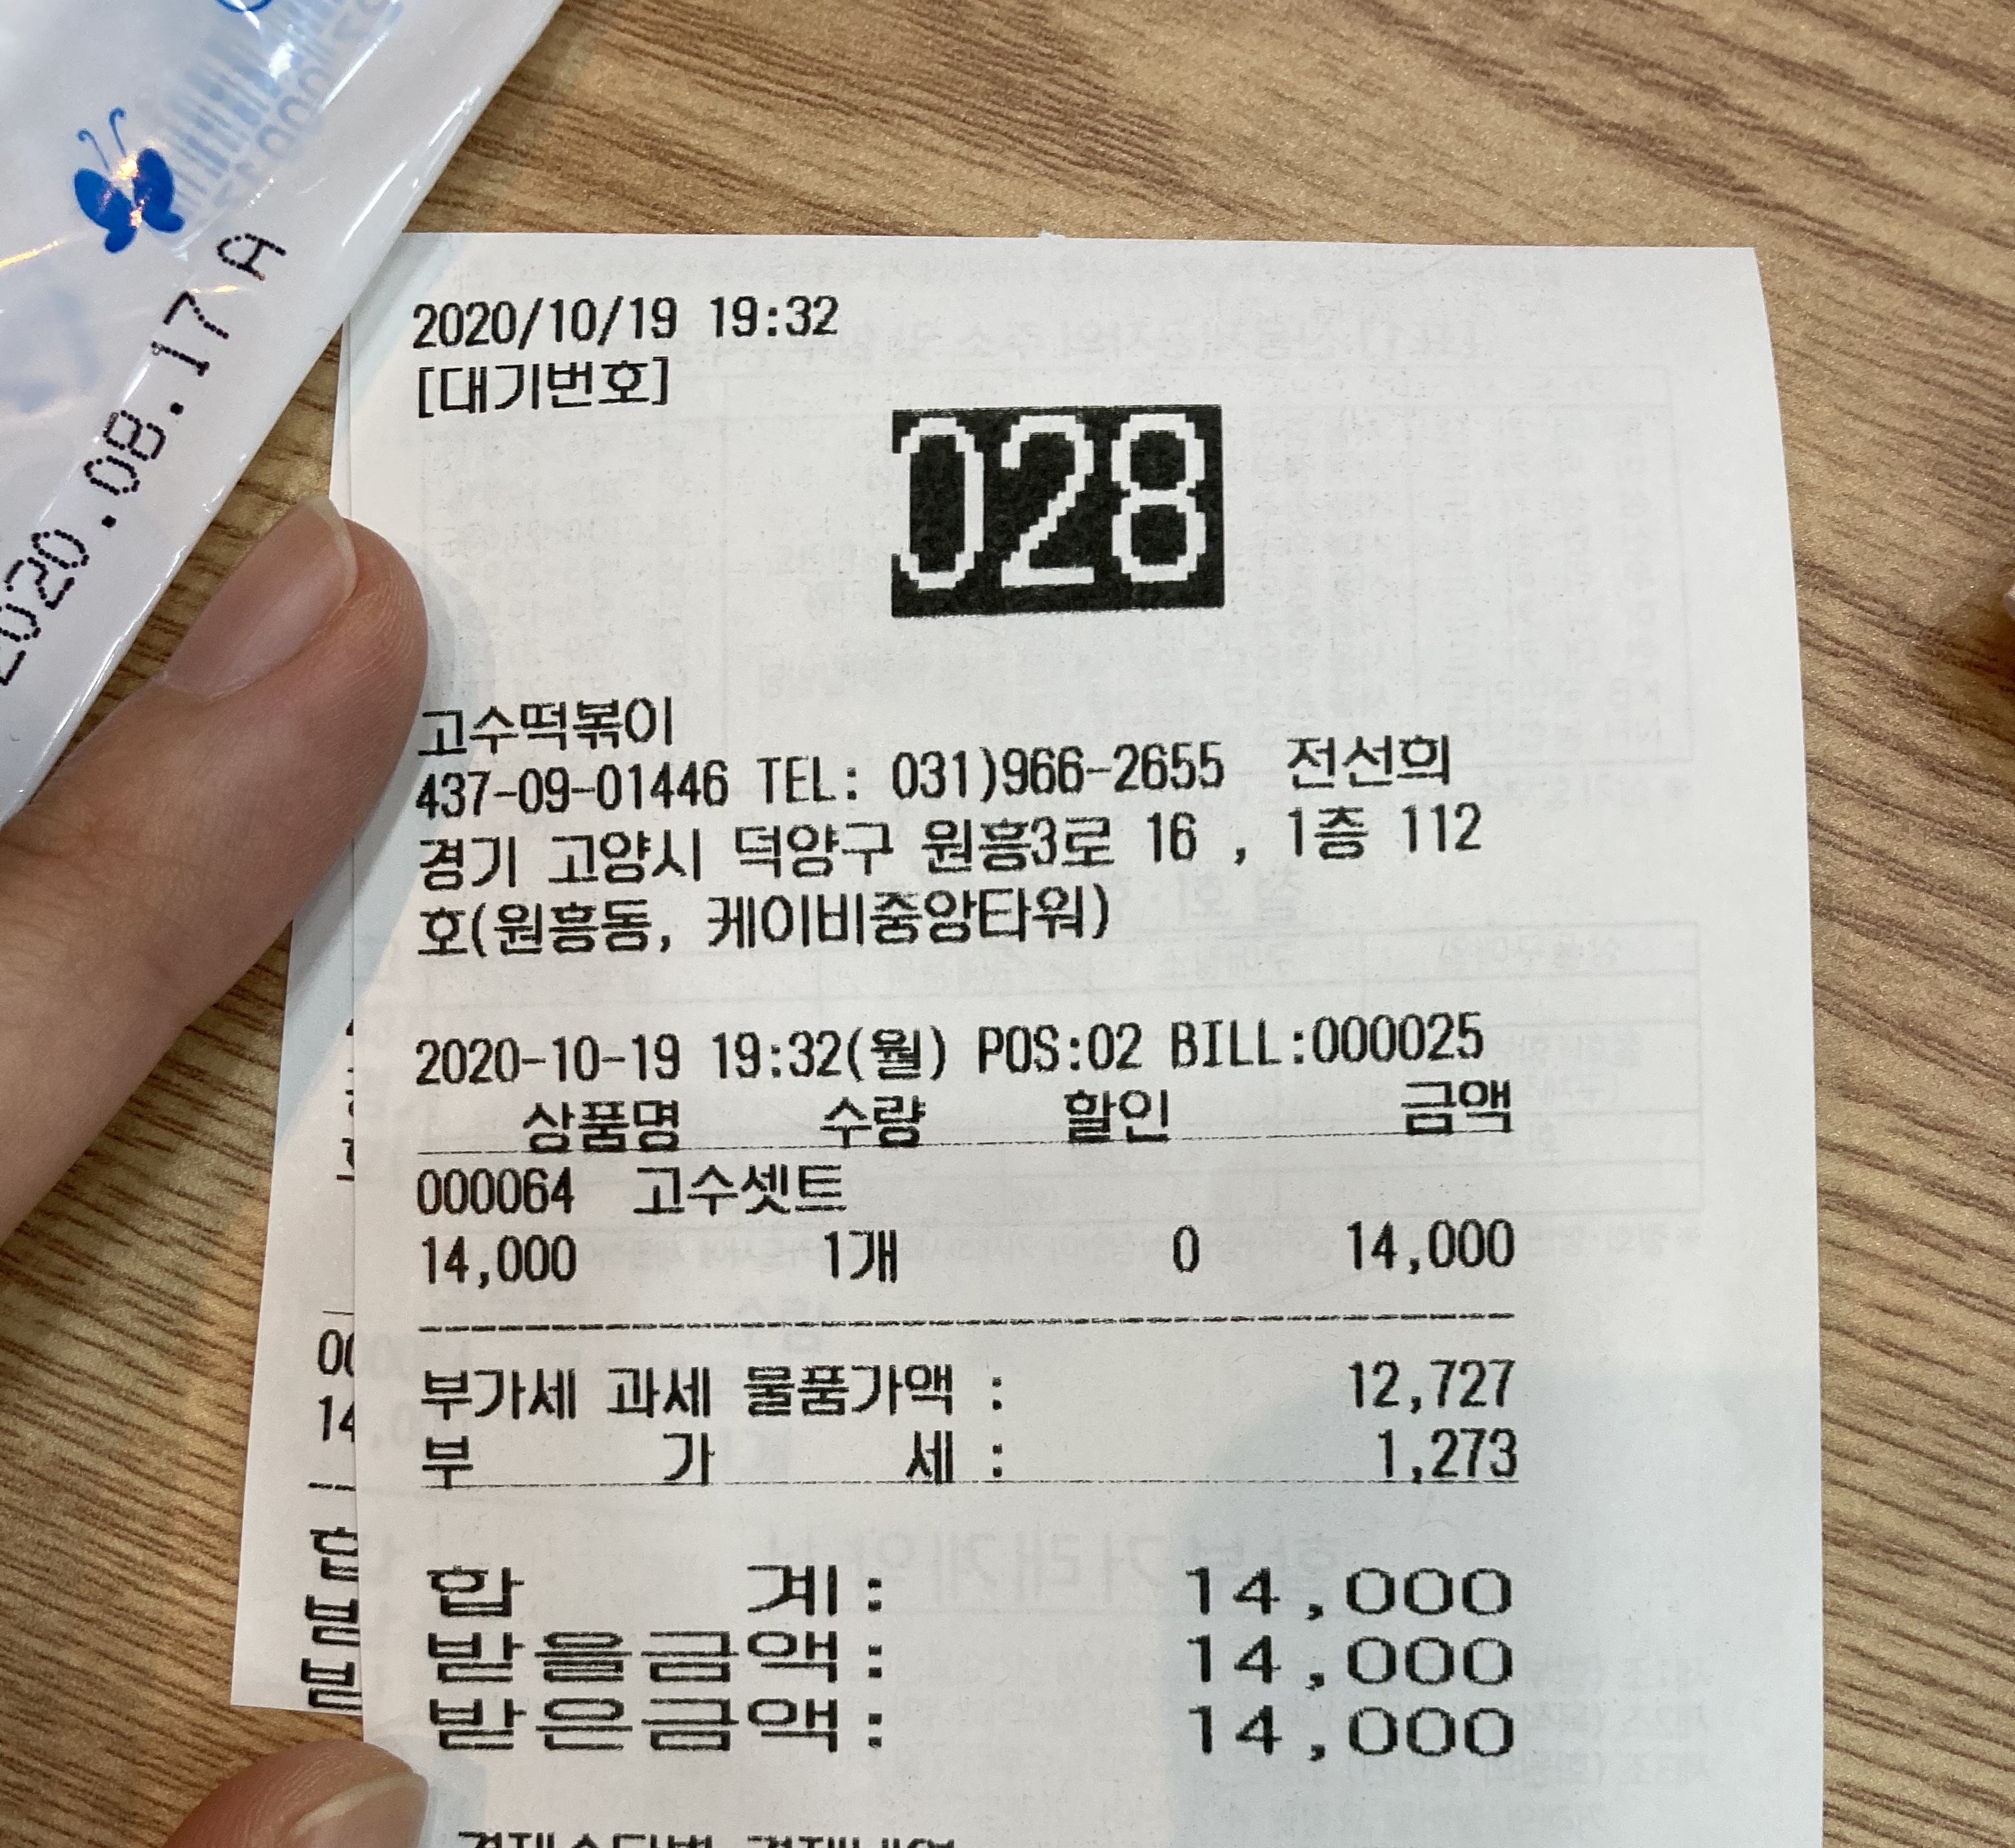 2020.08.17 A
2020/10/19 19:32
[대기번호]
028
고수떡볶이
437-09-01446 TEL: 031)966-2655 전선희
경기 고양시 덕양구 원흥3로 16 , 1층 112
호(원흥동, 케이비중앙타워)
2020-10-19 19:32(월) POS:02 BILL:000025
상품명 수량 할인 금액
000064 고수셋트
14,000 1개 0 14,000
부가세 과세 물품가액 : 12,727
부 가 세 : 1,273
합 계: 14,000
받을금액: 14,000
받은금액: 14,000